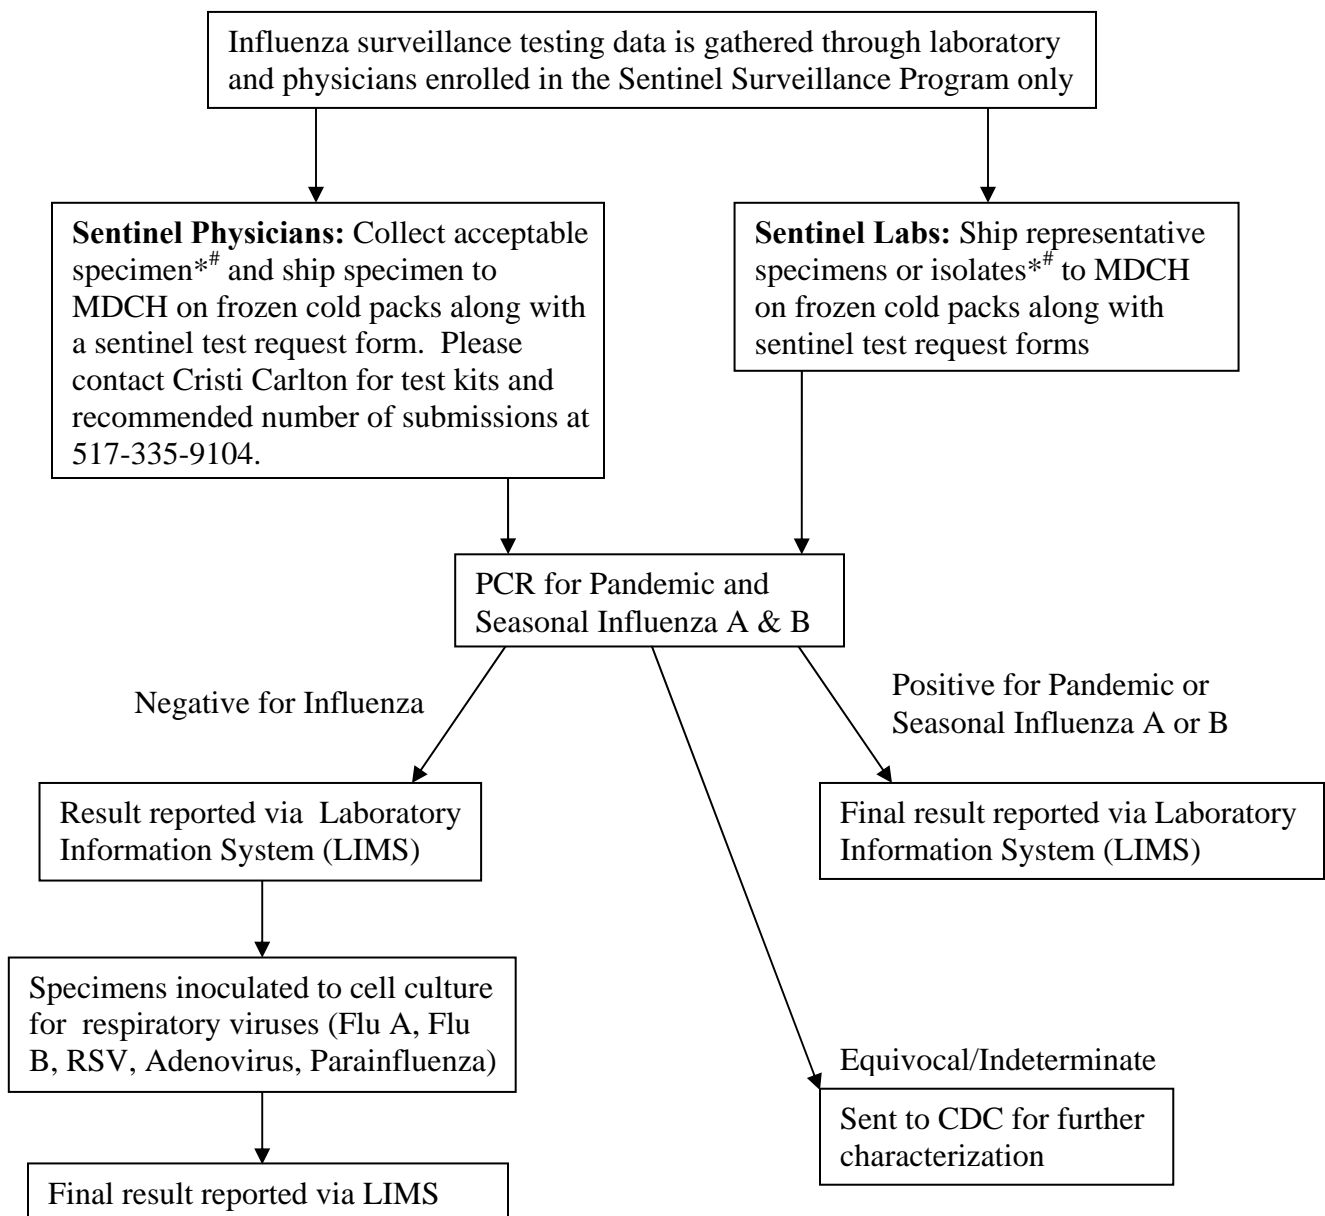 Influenza surveillance testing data is gathered through laboratory
and physicians enrolled in the Sentinel Surveillance Program only
Sentinel Physicians: Collect acceptable
specimen*# and ship specimen to
MDCH on frozen cold packs along with
a sentinel test request form.  Please
contact Cristi Carlton for test kits and
recommended number of submissions at
517-335-9104.
Sentinel Labs: Ship representative
specimens or isolates*# to MDCH
on frozen cold packs along with
sentinel test request forms
PCR for Pandemic and
Seasonal Influenza A & B
Negative for Influenza
Positive for Pandemic or
Seasonal Influenza A or B
Result reported via  Laboratory
Information System (LIMS)
Final result reported via Laboratory
Information System (LIMS)
Specimens inoculated to cell culture
for  respiratory viruses (Flu A, Flu
B, RSV, Adenovirus, Parainfluenza)
Equivocal/Indeterminate
Sent to CDC for further
characterization
Final result reported via LIMS